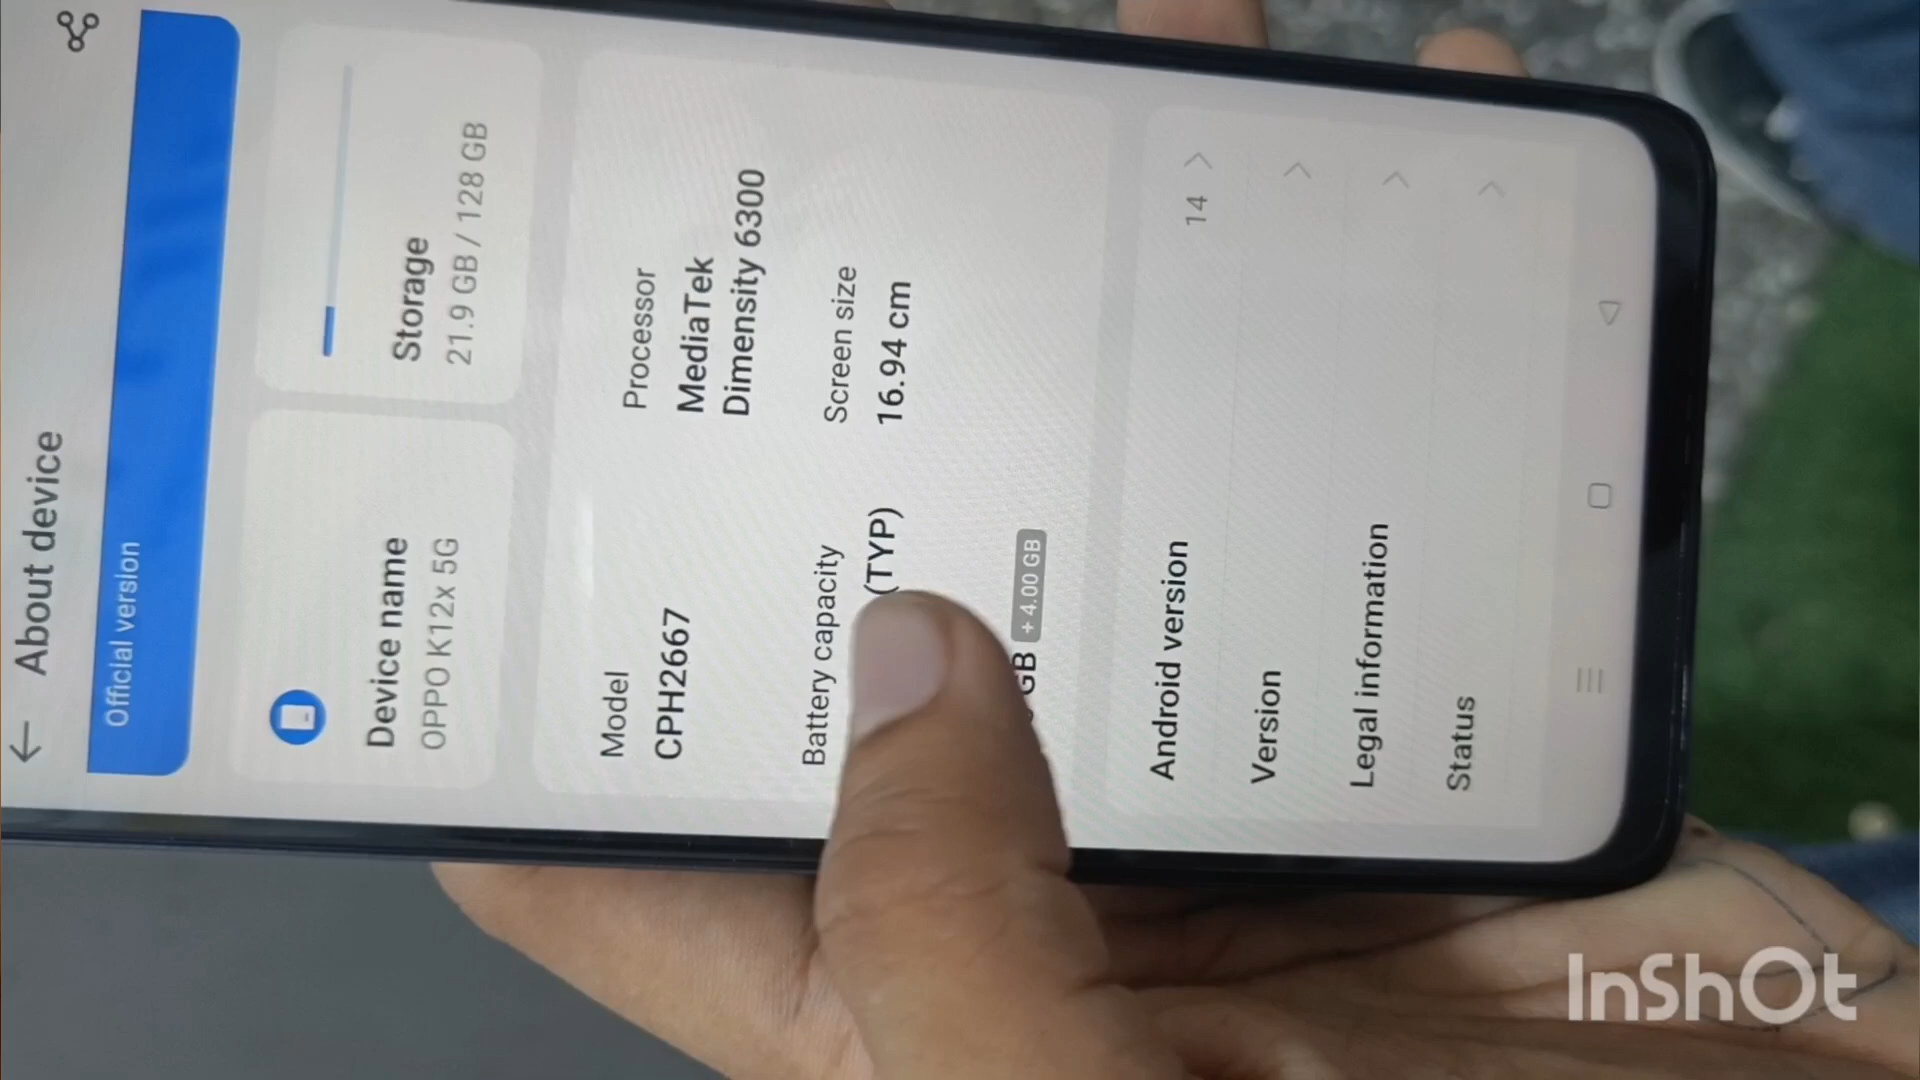 About device
Official version
Device name
OPPO K12x 5G
Storage
21.9 GB / 128 GB
Model
CPH2667
Processor
MediaTek
Dimensity 6300
Battery capacity
(TYP)
Screen size
16.94 cm
GB + 4.00 GB
Android version
14
Version
Legal information
Status
InShOt